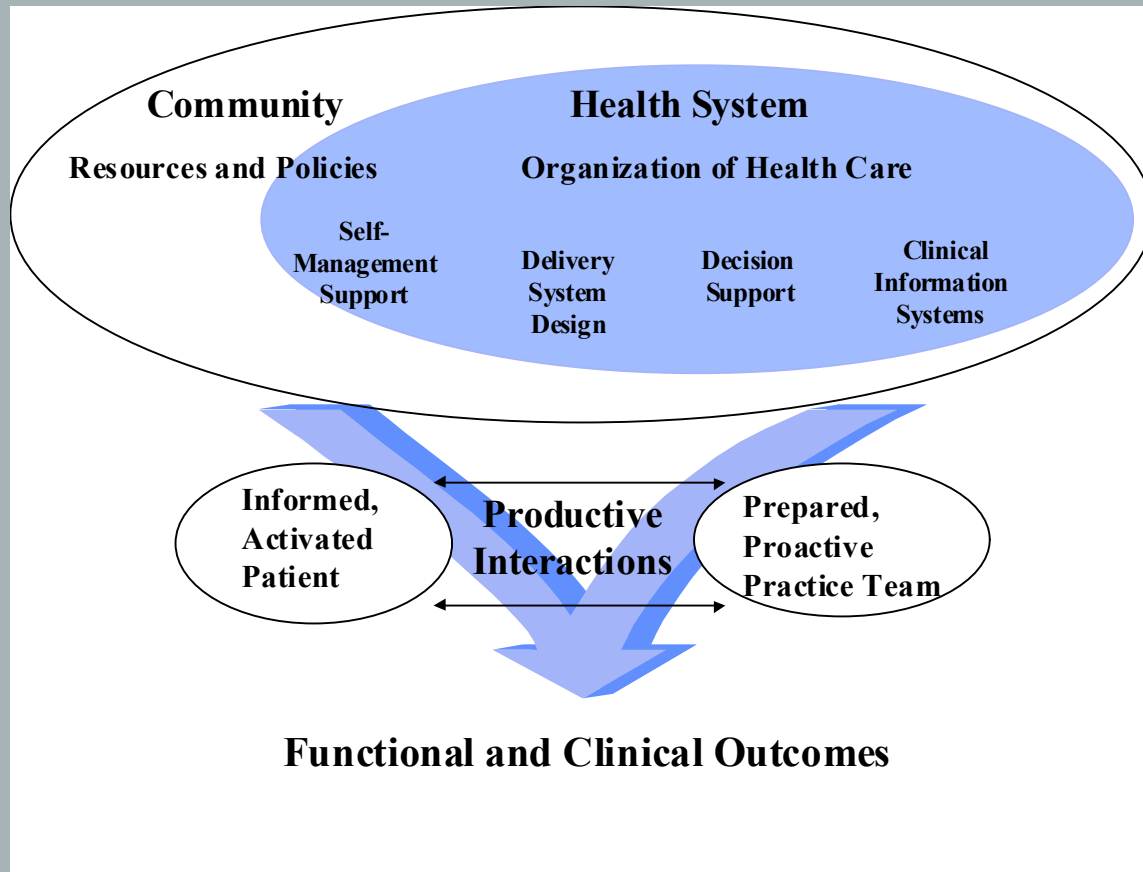 Community
Health System
Resources and Policies
Organization of Health Care
Self-
Management
Support
Delivery
System
Design
Decision
Support
Clinical
Information
Systems
Informed,
Activated
Patient
Productive
Interactions
Prepared,
Proactive
Practice Team
Functional and Clinical Outcomes